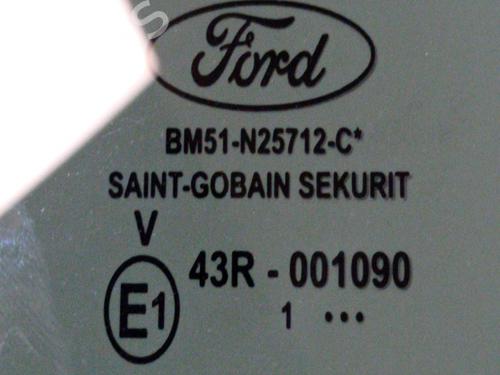 Ford
BM51-N25712-C*
SAINT-GOBAIN SEKURIT
V
E1 43R - 001090
1 •••